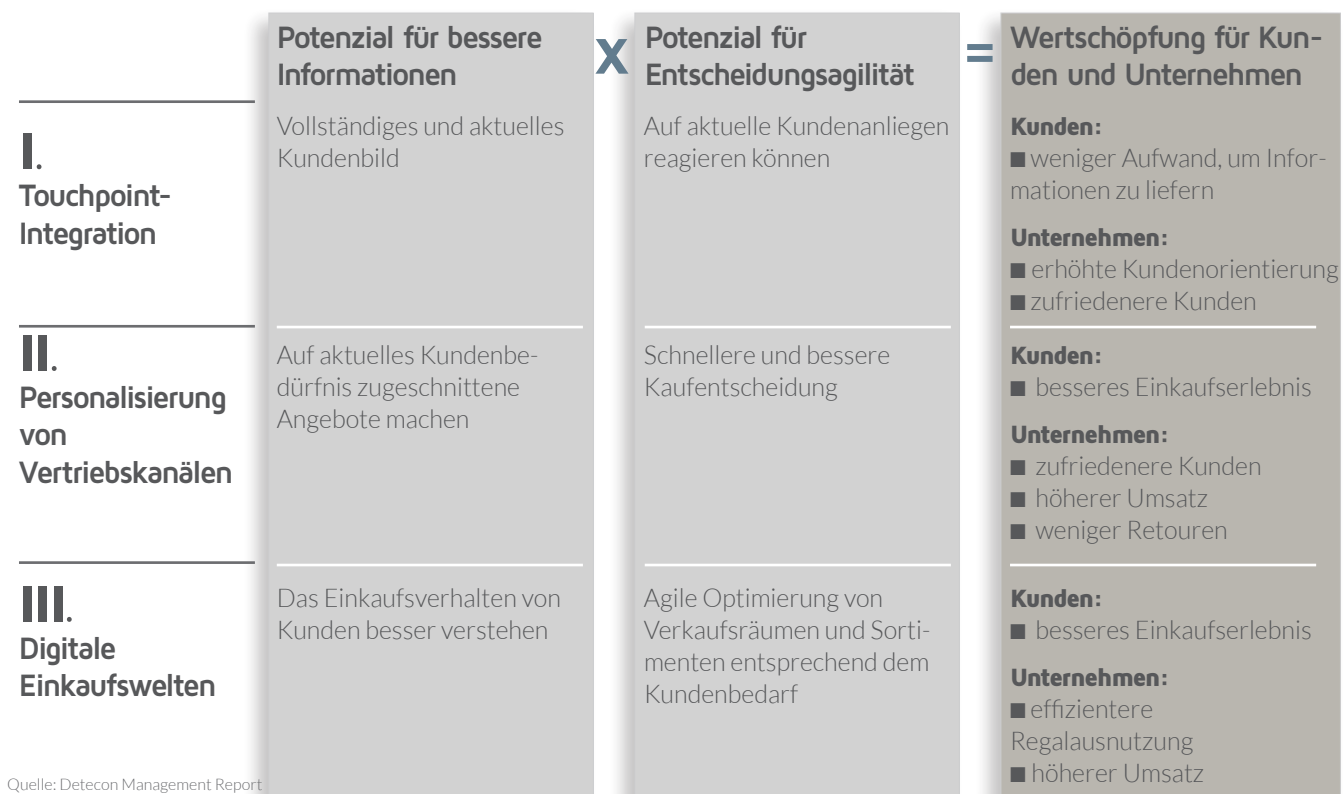 Potenzial für bessere
Informationen
x
Potenzial für
Entscheidungsagilität
=
Wertschöpfung für Kun-
den und Unternehmen
I.
Touchpoint-
Integration
Vollständiges und aktuelles
Kundenbild
Auf aktuelle Kundenanliegen
reagieren können
Kunden:
■ weniger Aufwand, um Infor-
mationen zu liefern
Unternehmen:
■ erhöhte Kundenorientierung
■ zufriedenere Kunden
II.
Personalisierung
von
Vertriebskanälen
Auf aktuelles Kundenbe-
dürfnis zugeschnittene
Angebote machen
Schnellere und bessere
Kaufentscheidung
Kunden:
■ besseres Einkaufserlebnis
Unternehmen:
■ zufriedenere Kunden
■ höherer Umsatz
■ weniger Retouren
III.
Digitale
Einkaufswelten
Das Einkaufsverhalten von
Kunden besser verstehen
Agile Optimierung von
Verkaufsräumen und Sorti-
menten entsprechend dem
Kundenbedarf
Kunden:
■ besseres Einkaufserlebnis
Unternehmen:
■ effizientere
Regalausnutzung
■ höherer Umsatz
Quelle: Detecon Management Report